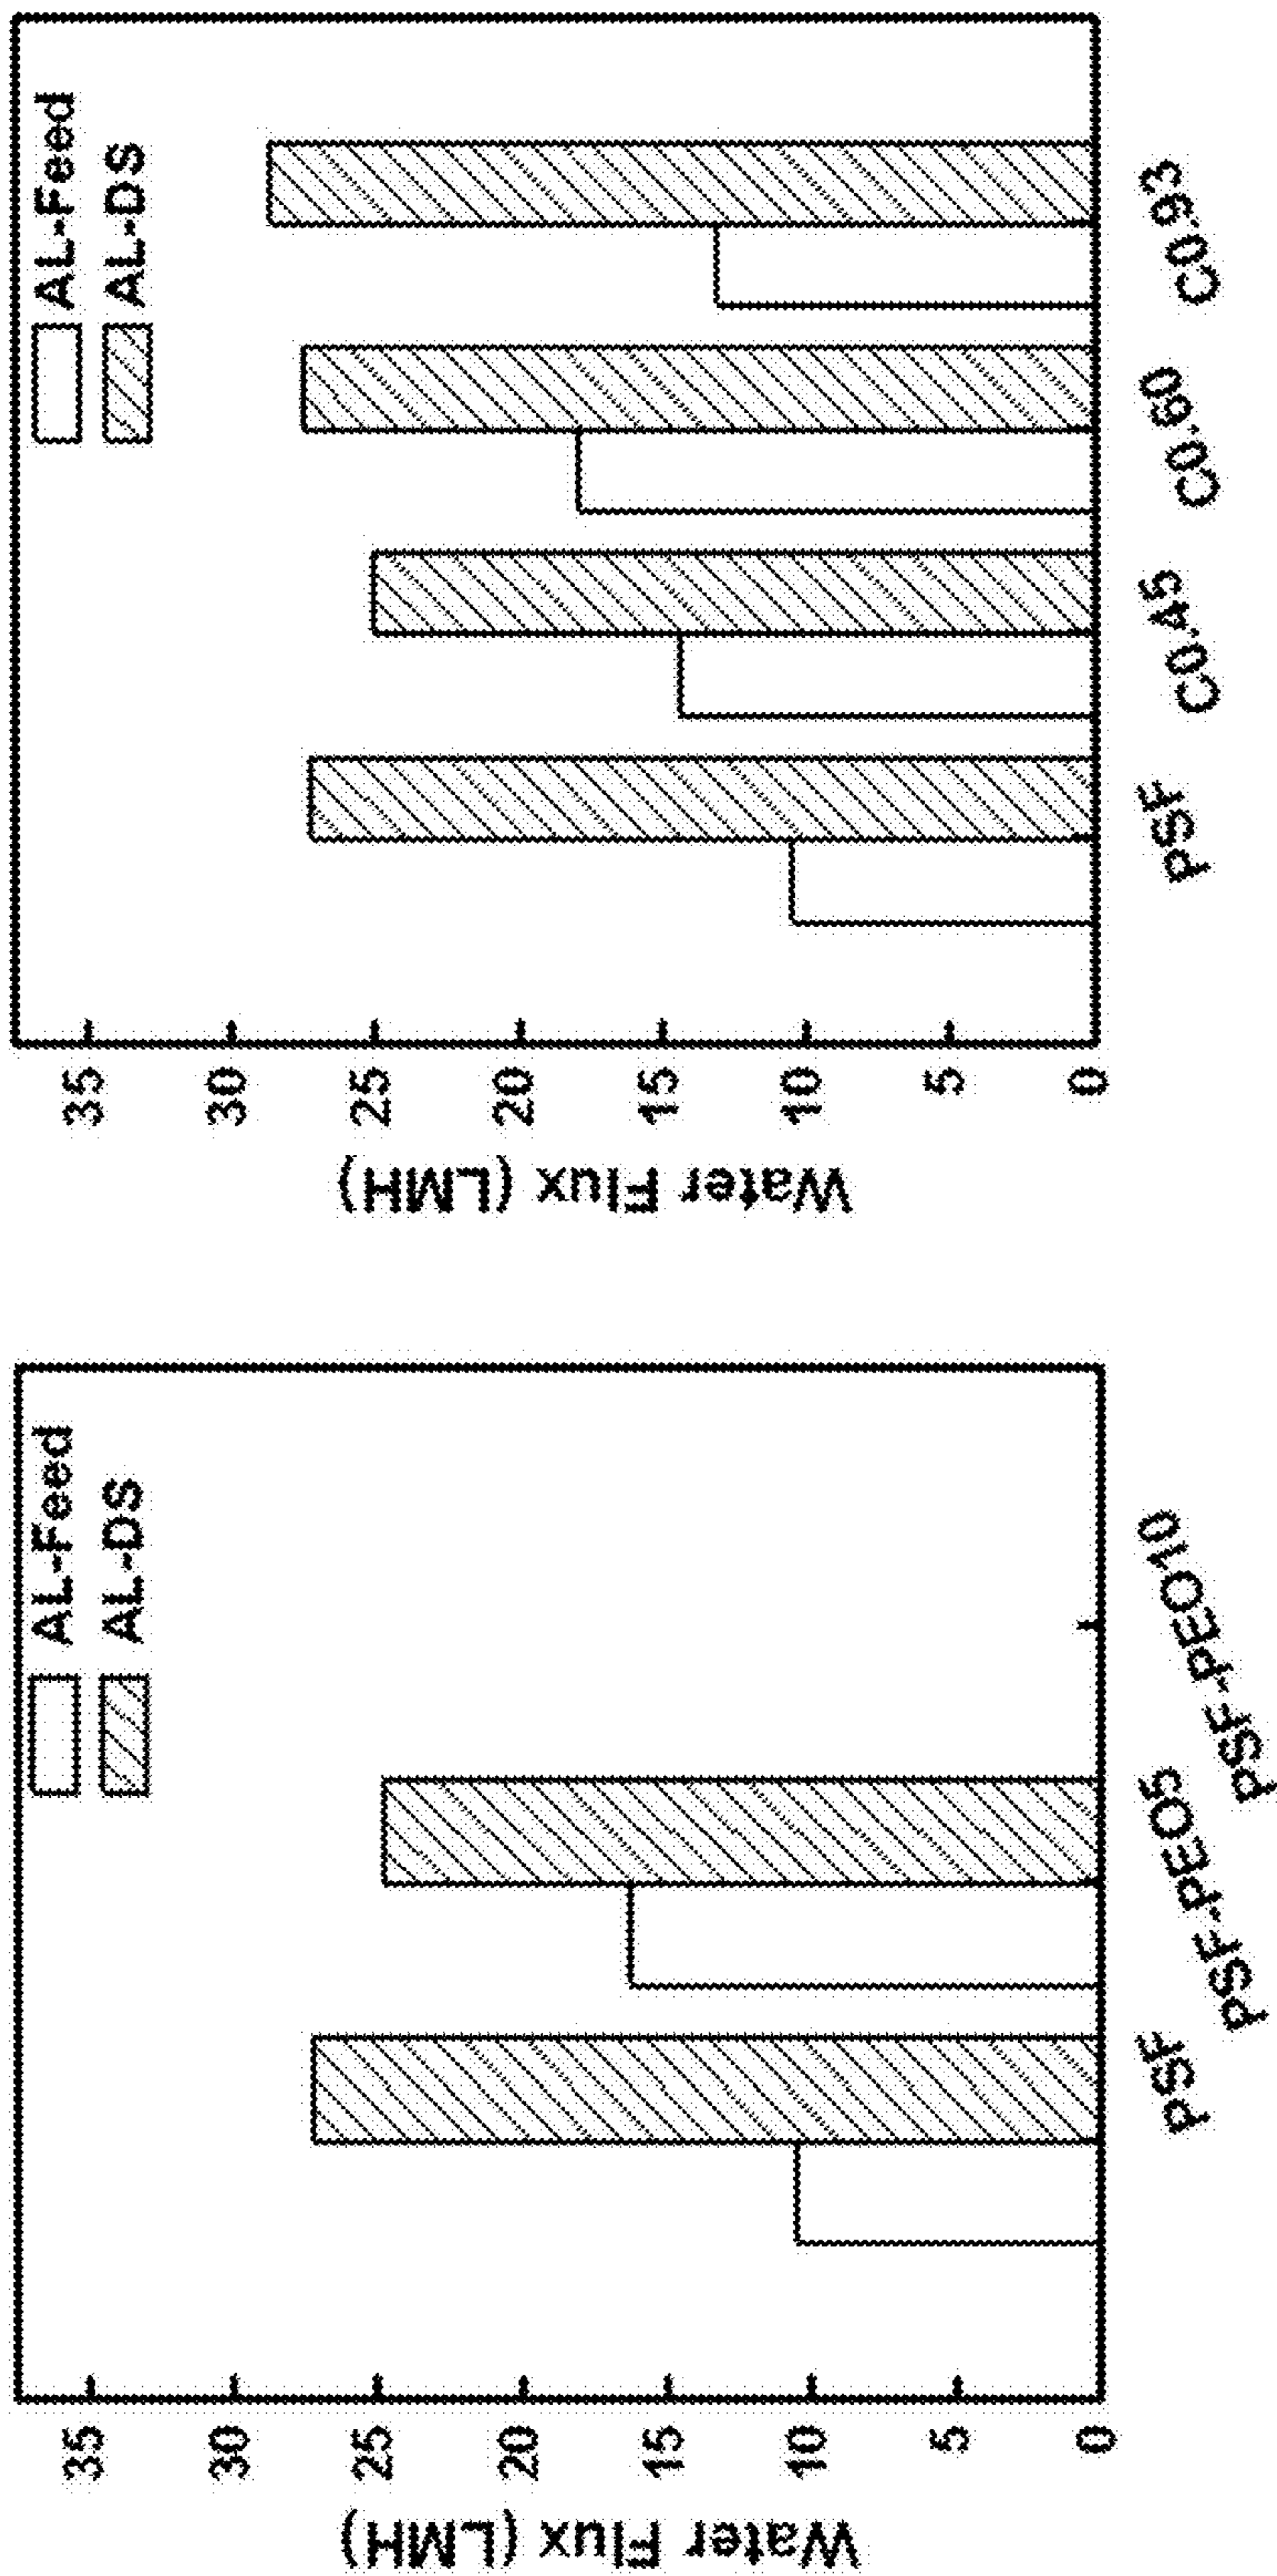 Water Flux (LMH)
35
30
25
20
15
10
5
0
AL-Feed
AL-DS
PSF
PSF-PEO5
PSF-PEO10
Water Flux (LMH)
35
30
25
20
15
10
5
0
AL-Feed
AL-DS
PSF
C0.45
C0.60
C0.93